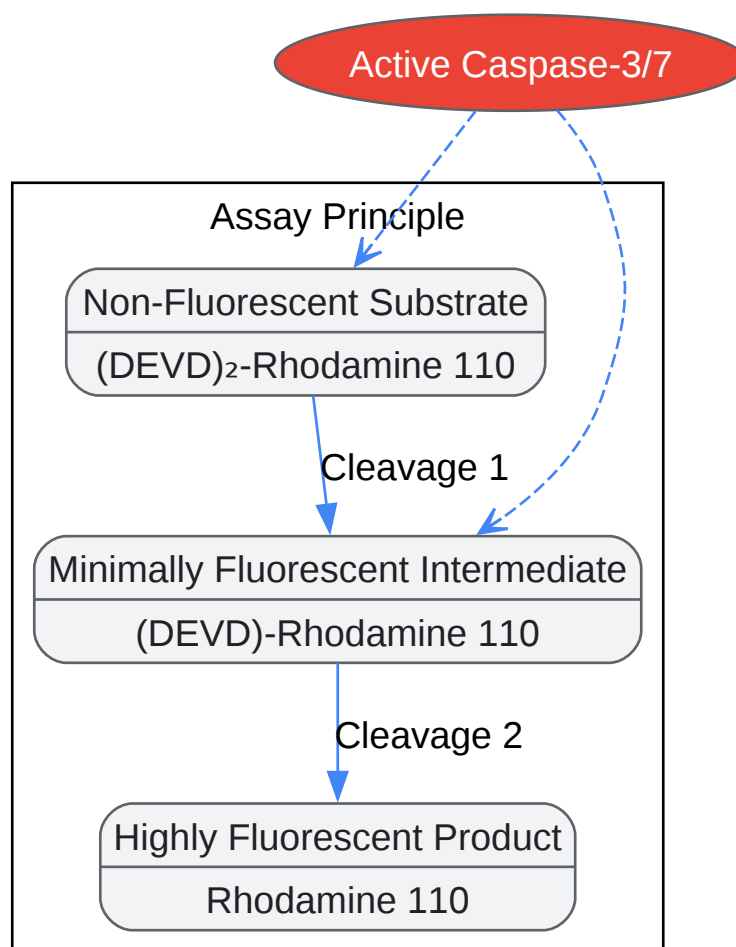 Active Caspase-3/7
Assay Principle
Non-Fluorescent Substrate
(DEVD)₂-Rhodamine 110
Cleavage 1
Minimally Fluorescent Intermediate
(DEVD)-Rhodamine 110
Cleavage 2
Highly Fluorescent Product
Rhodamine 110